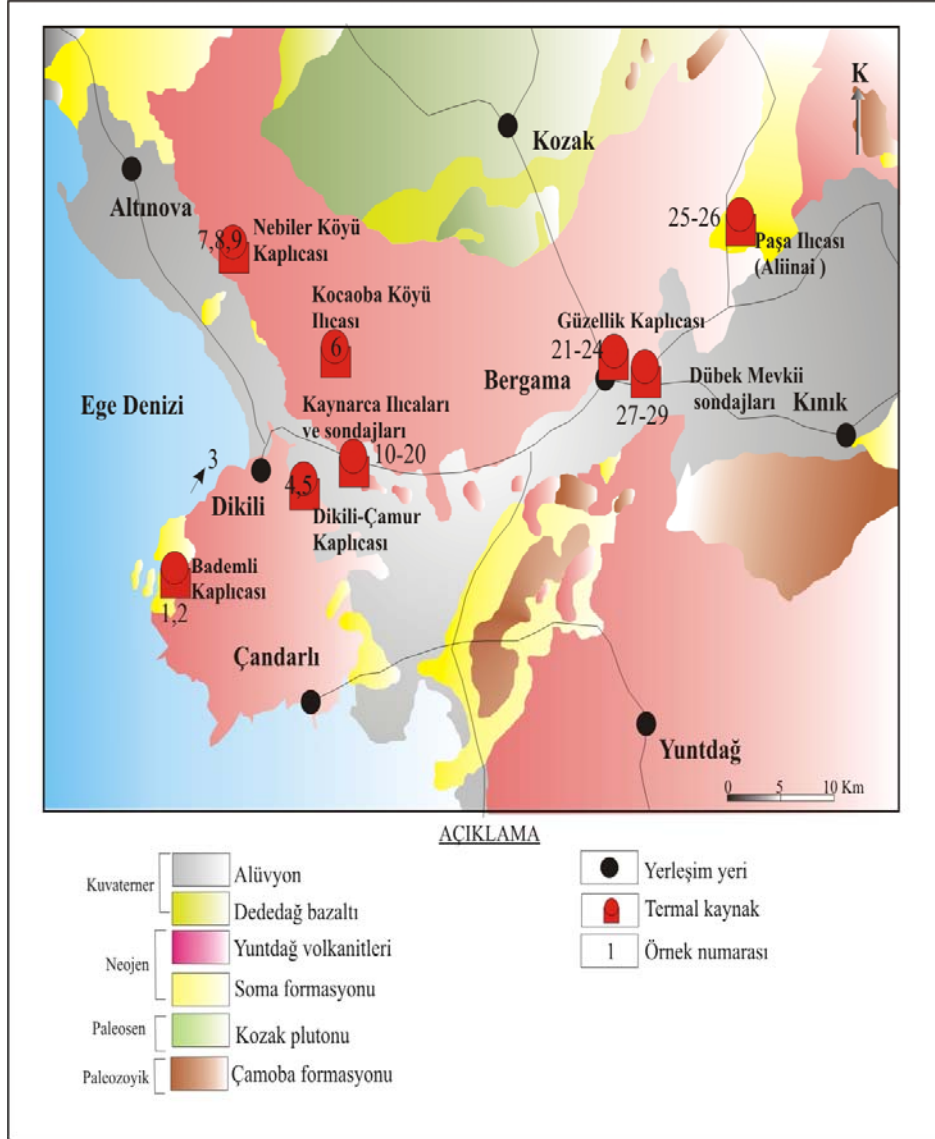 K
Kozak
Altınova
25-26
7,8,9
Nebiler Köyü
Kaplıcası
Paşa Ilıcası
(Aliinai )
Kocaoba Köyü
Ilıcası
6
Güzellik Kaplıcası
21-24
Bergama
Dübek Mevkii
sondajları
Ege Denizi
27-29
Kınık
Kaynarca Ilıcaları
ve sondajları
10-20
3
4,5
Dikili
Dikili-Çamur
Kaplıcası
Bademli
Kaplıcası
1,2
Çandarlı
Yuntdağ
0
5
10 Km
AÇIKLAMA
Kuvaterner
Alüvyon
Dededağ bazaltı
Neojen
Yuntdağ volkanitleri
Soma formasyonu
Paleosen
Kozak plutonu
Paleozoyik
Çamoba formasyonu
Yerleşim yeri
Termal kaynak
1
Örnek numarası